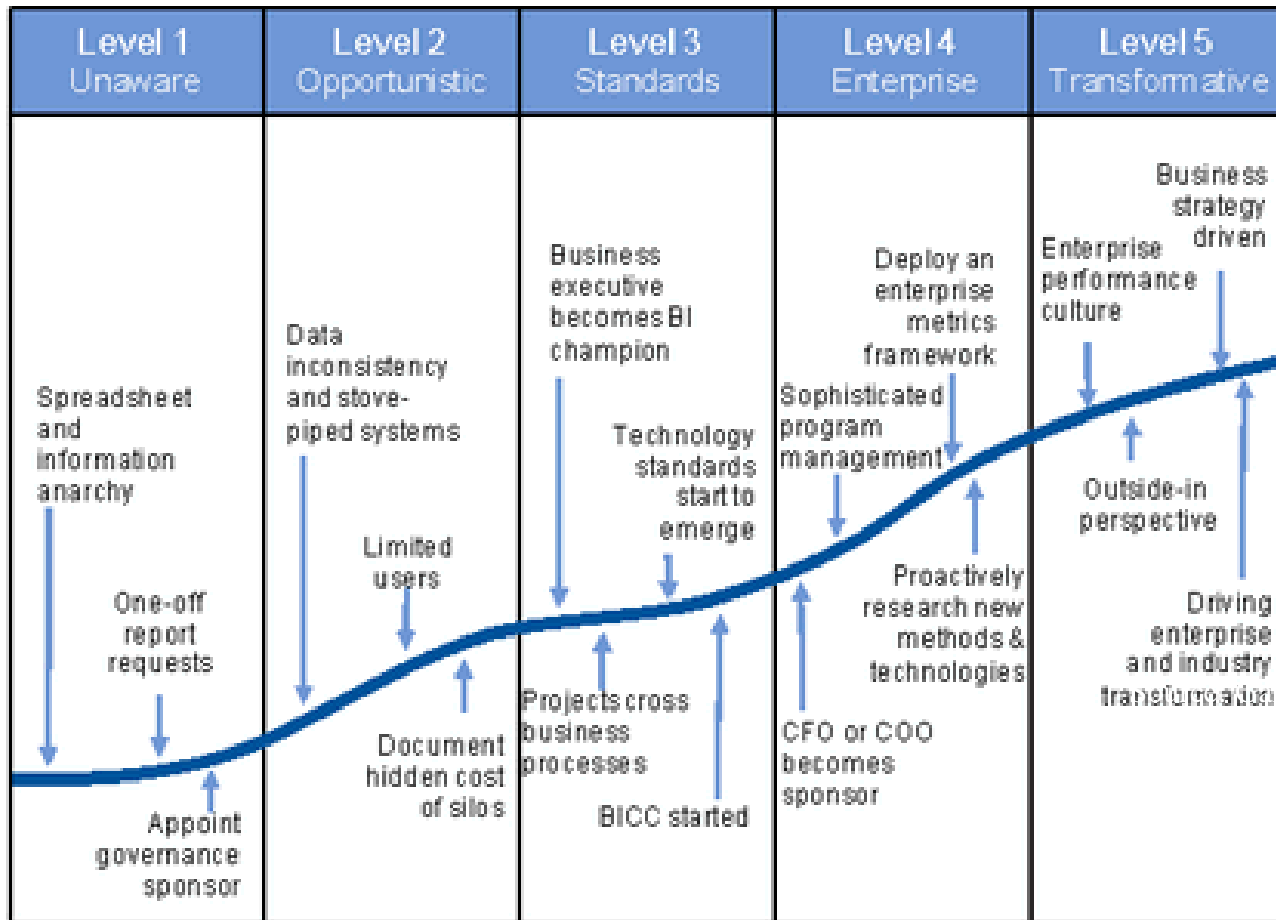 Level 1
Unaware
Level 2
Opportunistic
Level 3
Standards
Level 4
Enterprise
Level 5
Transformative
Spreadsheet
and
information
anarchy
One-off
report
requests
Appoint
governance
sponsor
Data
inconsistency
and stove-
piped systems
Limited
users
Document
hidden cost
of silos
Business
executive
becomes BI
champion
Technology
standards
start to
emerge
Projects cross
business
processes
BICC started
Deploy an
enterprise
metrics
framework
Sophisticated
program
management
Proactively
research new
methods &
technologies
CFO or COO
becomes
sponsor
Business
strategy
driven
Enterprise
performance
culture
Outside-in
perspective
Driving
enterprise
and industry
transformation